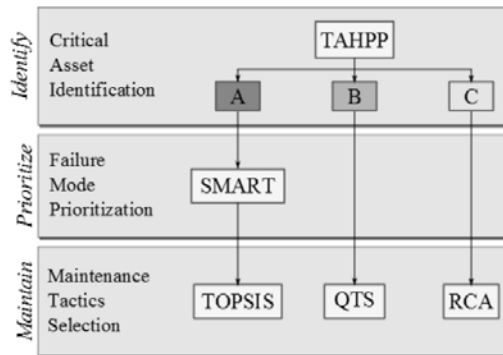 Identify
Critical
Asset
Identification
TAHPP
A
B
C
Prioritize
Failure
Mode
Prioritization
SMART
Maintain
Maintenance
Tactics
Selection
TOPSIS
QTS
RCA